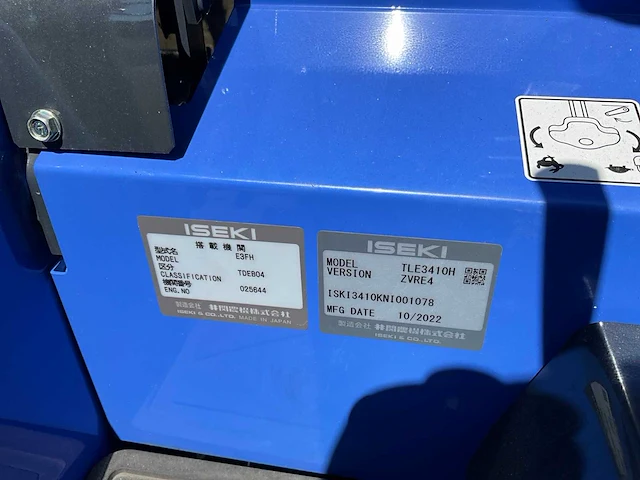 ISEKI
搭載機関
型式名
MODEL E3FH
区分
CLASSIFICATION TDEB04
機関番号
ENG.NO 025644
製造会社 井関農機株式会社
ISEKI & CO.,LTD. MADE IN JAPAN
ISEKI
MODEL TLE3410H
VERSION ZVRE4
ISKI3410KNI001078
MFG DATE 10/2022
製造会社 井関農機株式会社
ISEKI & CO.,LTD.